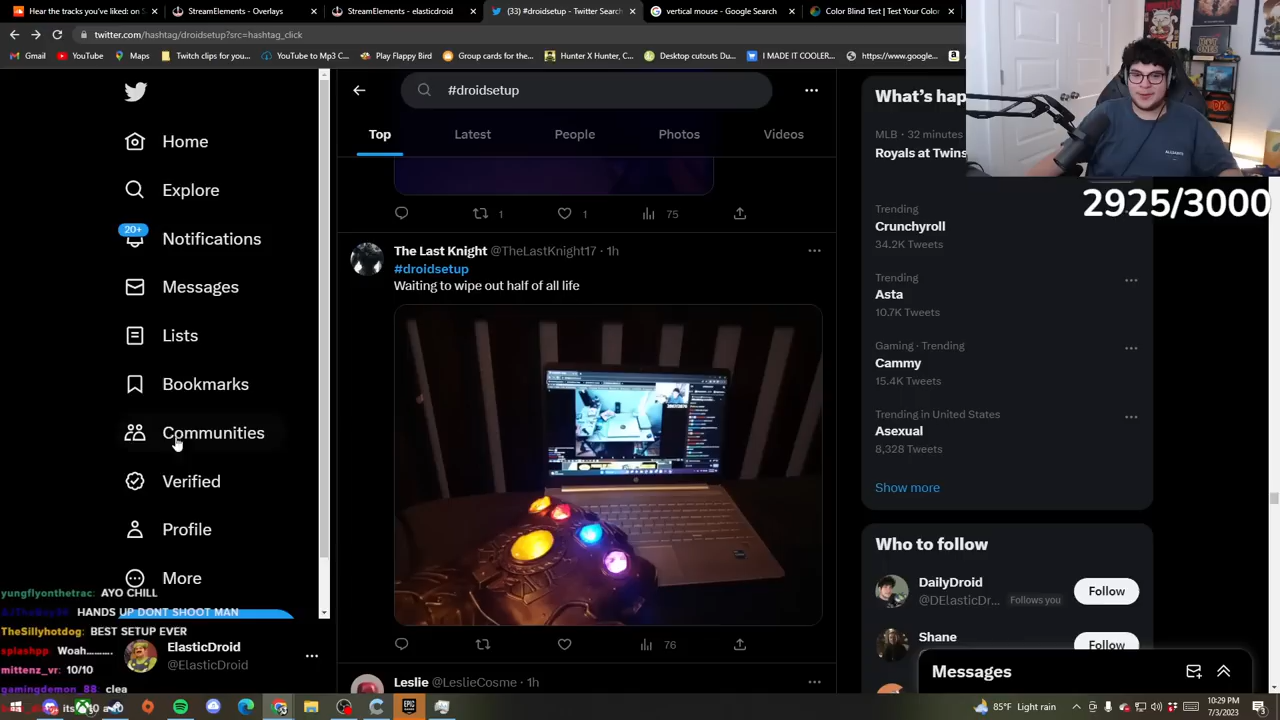 Hear the tracks you've liked: on S
StreamElements - Overlays
StreamElements - elasticdroid
(33) #droidsetup - Twitter Search
vertical mouse - Google Search
Color Blind Test | Test Your Color
twitter.com/hashtag/droidsetup?src=hashtag_click
Gmail
YouTube
Maps
Twitch clips for you...
YouTube to Mp3 C...
Play Flappy Bird
Group cards
Humter X Hunter, C...
Desktop cutouts Du...
I MADE IT COOLER...
https://www.google...
#droidsetup
Top
Latest
People
Photos
Videos
Home
Explore
20+
Notifications
Messages
Lists
Bookmarks
Communities
Verified
Profile
More
1
1
75
The Last Knight @TheLastKnight17 · 1h
#droidsetup
Waiting to wipe out half of all life
76
Leslie @LeslieCosme · 1h
What's hap
MLB · 32 minutes
Royals at Twins
2925/3000
Trending
Crunchyroll
34.2K Tweets
Trending
Asta
10.7K Tweets
Gaming · Trending
Cammy
15.4K Tweets
Trending in United States
Asexual
8,328 Tweets
Show more
Who to follow
DailyDroid
@DElasticDr... Follows you
Follow
Shane
Follow
Messages
yungflyonthetrac: AYO CHILL
HANDS UP DONT SHOOT MAN
TheSillyhotdog: BEST SETUP EVER
splashpp: Woah.........
mittenz_vr: 10/10
gamingdemon_88: clea
ElasticDroid
@ElasticDroid
85°F Light rain
10:29 PM
7/3/2023